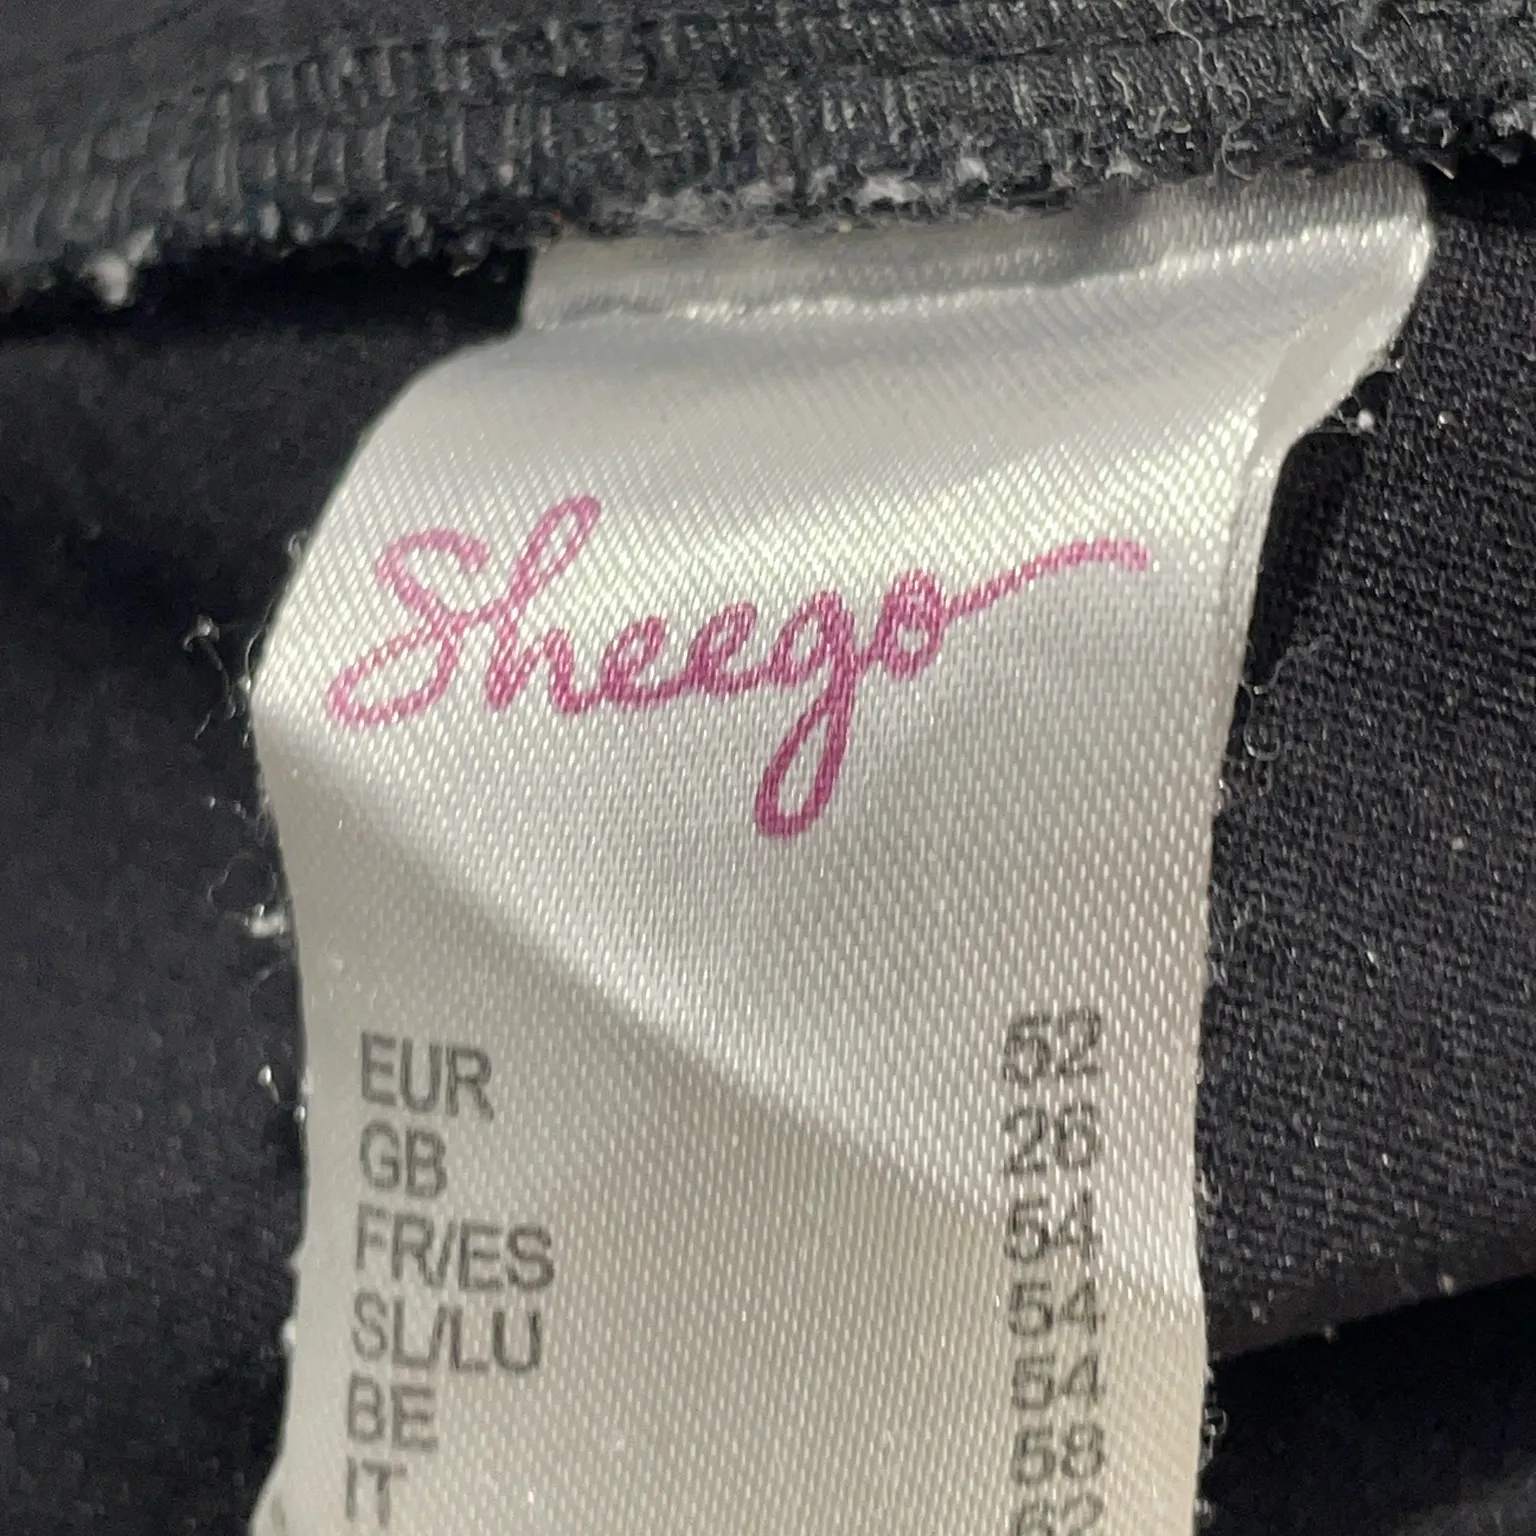 Sheego
EUR 52
GB 26
FR/ES 54
SL/LU 54
BE 54
IT 58